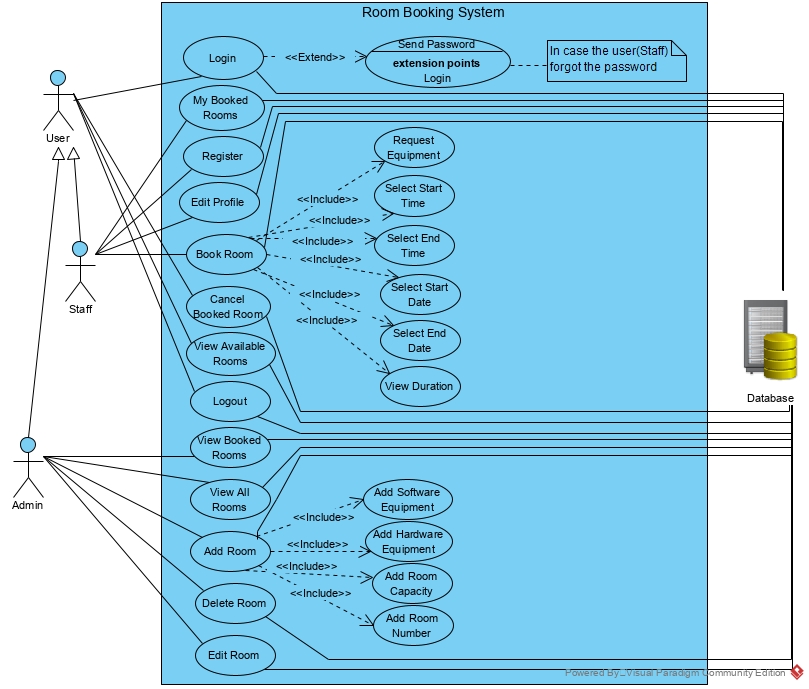 Room Booking System
Login
<<Extend>>
Send Password
extension points
Login
In case the user(Staff)
forgot the password
User
My Booked
Rooms
Register
Edit Profile
Book Room
Staff
Request
Equipment
<<Include>>
Select Start
Time
<<Include>>
Select End
Time
<<Include>>
<<Include>>
Select Start
Date
<<Include>>
Select End
Date
<<Include>>
View Duration
Cancel
Booked Room
View Available
Rooms
Logout
Database
View Booked
Rooms
Admin
View All
Rooms
Add Room
Add Software
Equipment
<<Include>>
Add Hardware
Equipment
<<Include>>
<<Include>>
Add Room
Capacity
<<Include>>
Add Room
Number
Delete Room
Edit Room
Powered By Visual Paradigm Community Edition